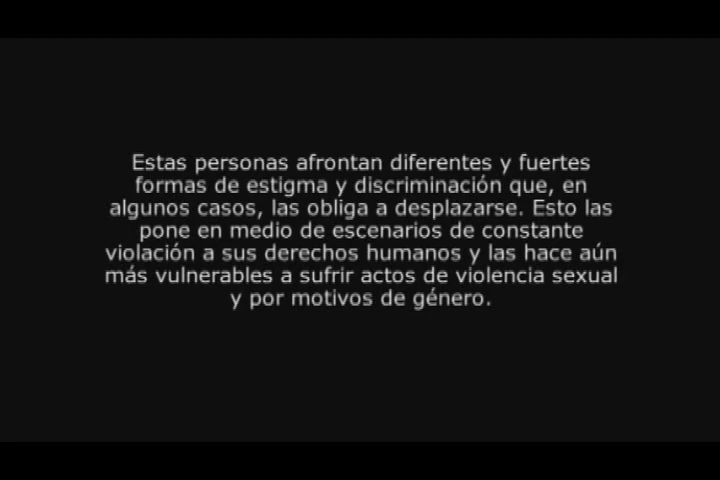 Estas personas afrontan diferentes y fuertes
formas de estigma y discriminación que, en
algunos casos, las obliga a desplazarse. Esto las
pone en medio de escenarios de constante
violación a sus derechos humanos y las hace aún
más vulnerables a sufrir actos de violencia sexual
y por motivos de género.